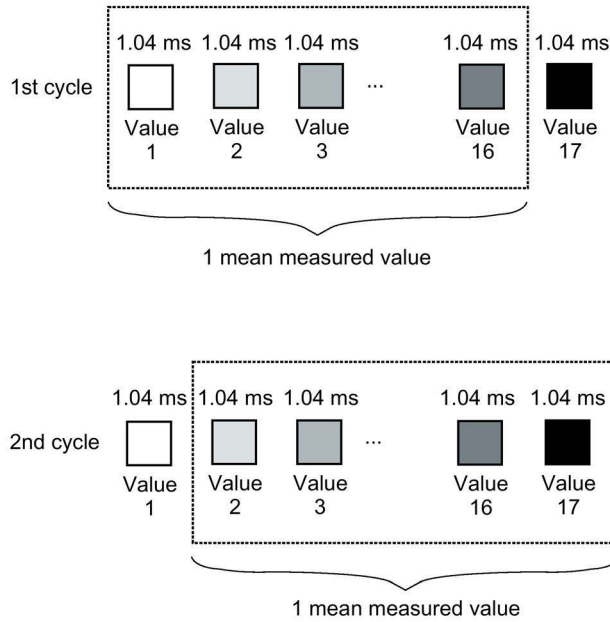 1.04 ms 1.04 ms 1.04 ms 1.04 ms 1.04 ms
1st cycle ...
Value Value Value Value Value
1 2 3 16 17
1 mean measured value
1.04 ms 1.04 ms 1.04 ms 1.04 ms 1.04 ms
2nd cycle ...
Value Value Value Value Value
1 2 3 16 17
1 mean measured value